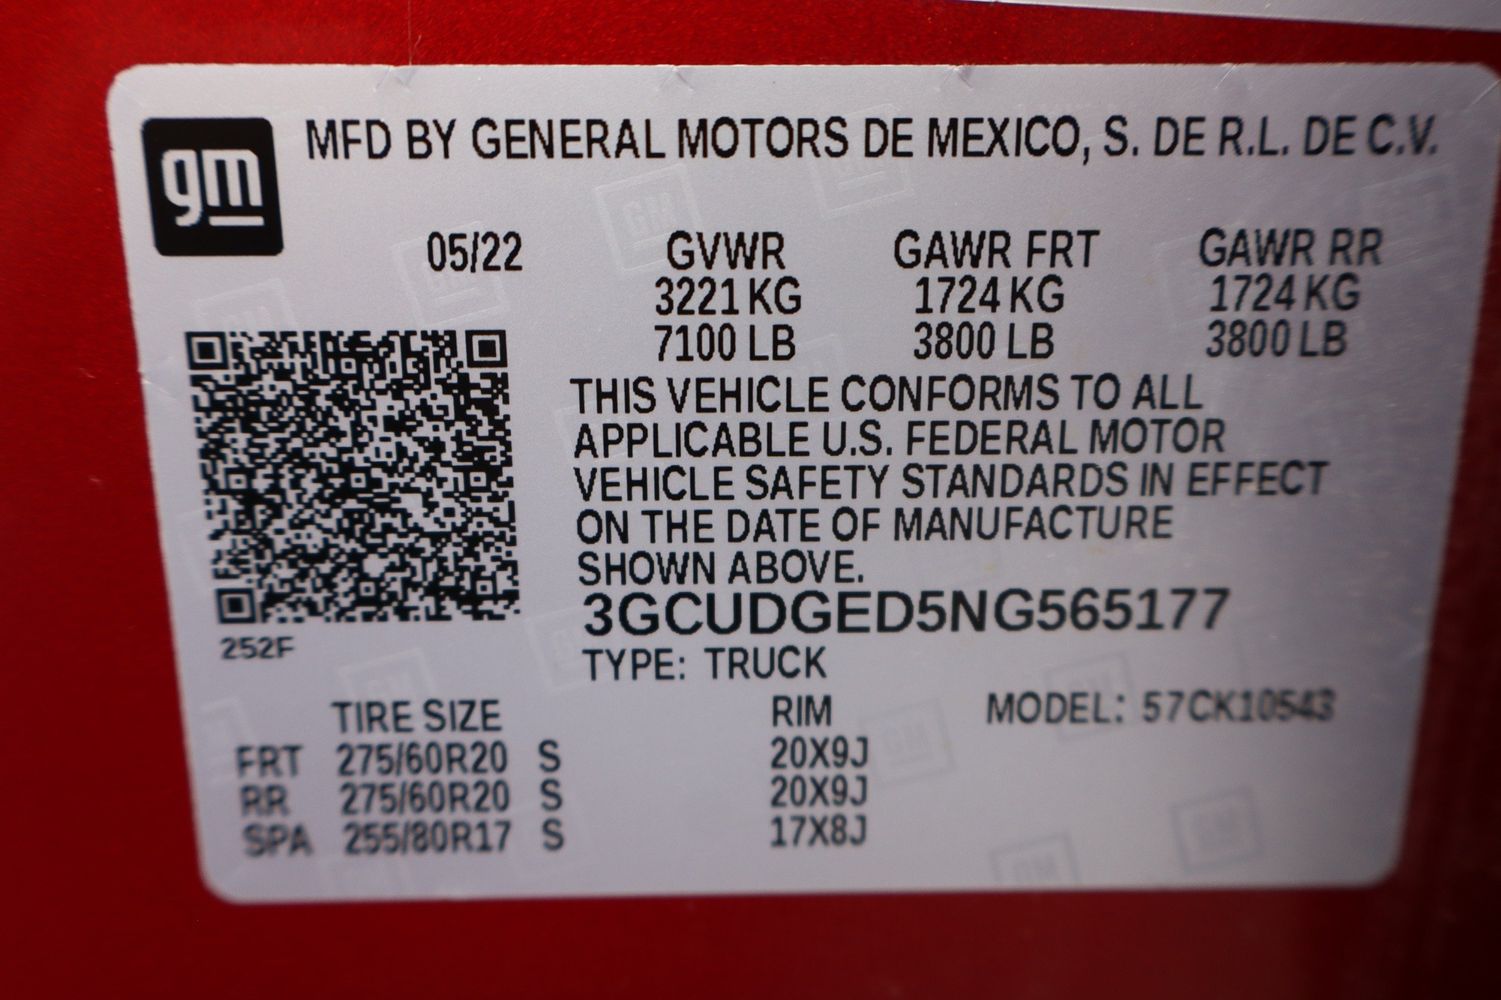 gm
MFD BY GENERAL MOTORS DE MEXICO, S. DE R.L. DE C.V.
05/22 GVWR GAWR FRT GAWR RR
3221 KG 1724 KG 1724 KG
7100 LB 3800 LB 3800 LB
THIS VEHICLE CONFORMS TO ALL
APPLICABLE U.S. FEDERAL MOTOR
VEHICLE SAFETY STANDARDS IN EFFECT
ON THE DATE OF MANUFACTURE
SHOWN ABOVE.
3GCUDGED5NG565177
252F
TYPE: TRUCK
TIRE SIZE RIM MODEL: 57CK10543
FRT 275/60R20 S 20X9J
RR 275/60R20 S 20X9J
SPA 255/80R17 S 17X8J